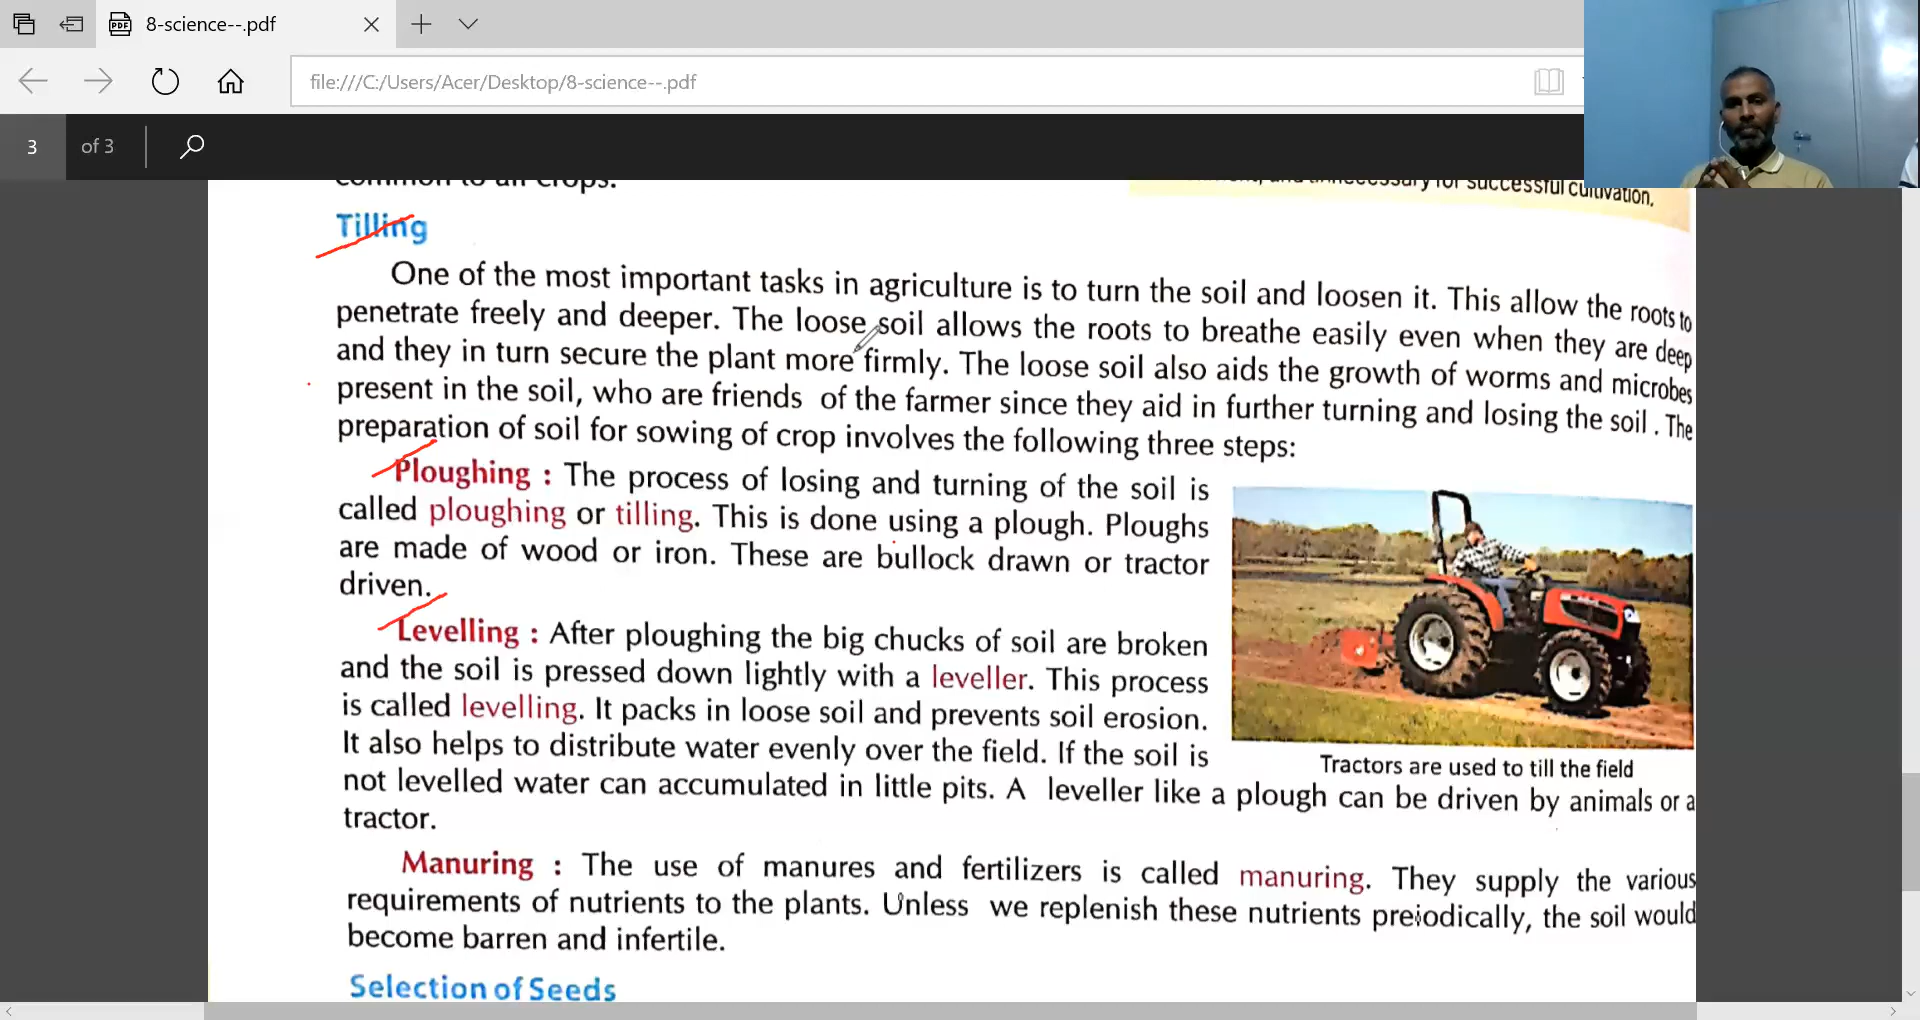 8-science--.pdf
file:///C:/Users/Acer/Desktop/8-science--.pdf
3 of 3
common to all crops.
and unnecessary for successful cultivation.
Tilling
One of the most important tasks in agriculture is to turn the soil and loosen it. This allow the roots to
penetrate freely and deeper. The loose soil allows the roots to breathe easily even when they are deep
and they in turn secure the plant more firmly. The loose soil also aids the growth of worms and microbes
present in the soil, who are friends of the farmer since they aid in further turning and losing the soil . The
preparation of soil for sowing of crop involves the following three steps:
Ploughing : The process of losing and turning of the soil is
called ploughing or tilling. This is done using a plough. Ploughs
are made of wood or iron. These are bullock drawn or tractor
driven.
Levelling : After ploughing the big chucks of soil are broken
and the soil is pressed down lightly with a leveller. This process
is called levelling. It packs in loose soil and prevents soil erosion.
It also helps to distribute water evenly over the field. If the soil is
not levelled water can accumulated in little pits. A leveller like a plough can be driven by animals or a
tractor.
Tractors are used to till the field
Manuring : The use of manures and fertilizers is called manuring. They supply the various
requirements of nutrients to the plants. Unless we replenish these nutrients preiodically, the soil would
become barren and infertile.
Selection of Seeds